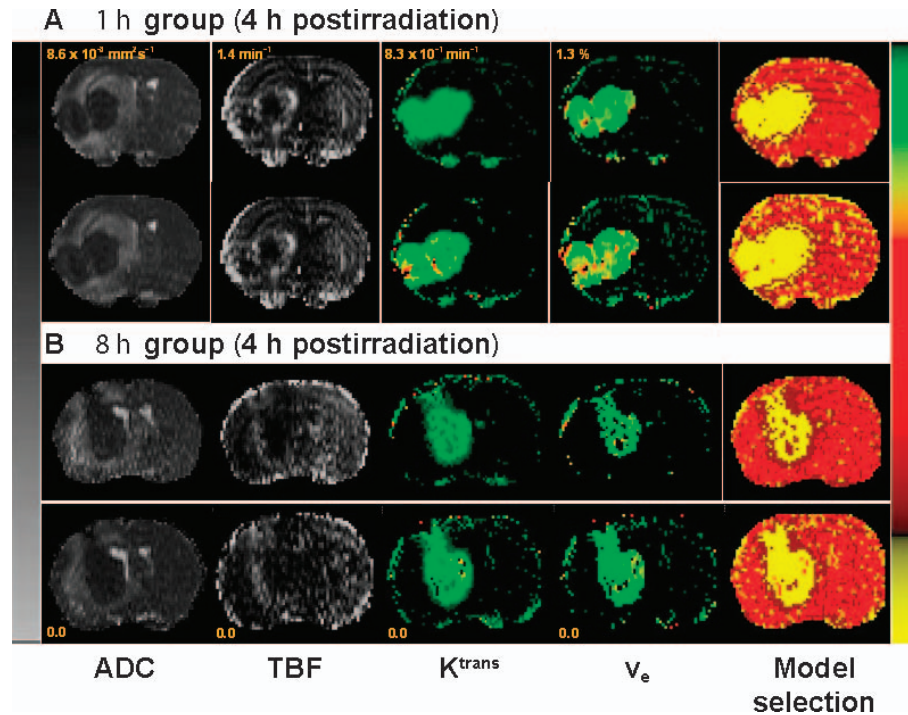 A 1 h group (4 h postirradiation)
8.6 x 10⁻³ mm² s⁻¹ 1.4 min⁻¹ 8.3 x 10⁻¹ min⁻¹ 1.3 %
B 8 h group (4 h postirradiation)
0.0 0.0 0.0 0.0
ADC TBF Kᵗʳᵃⁿˢ vₑ Model
selection